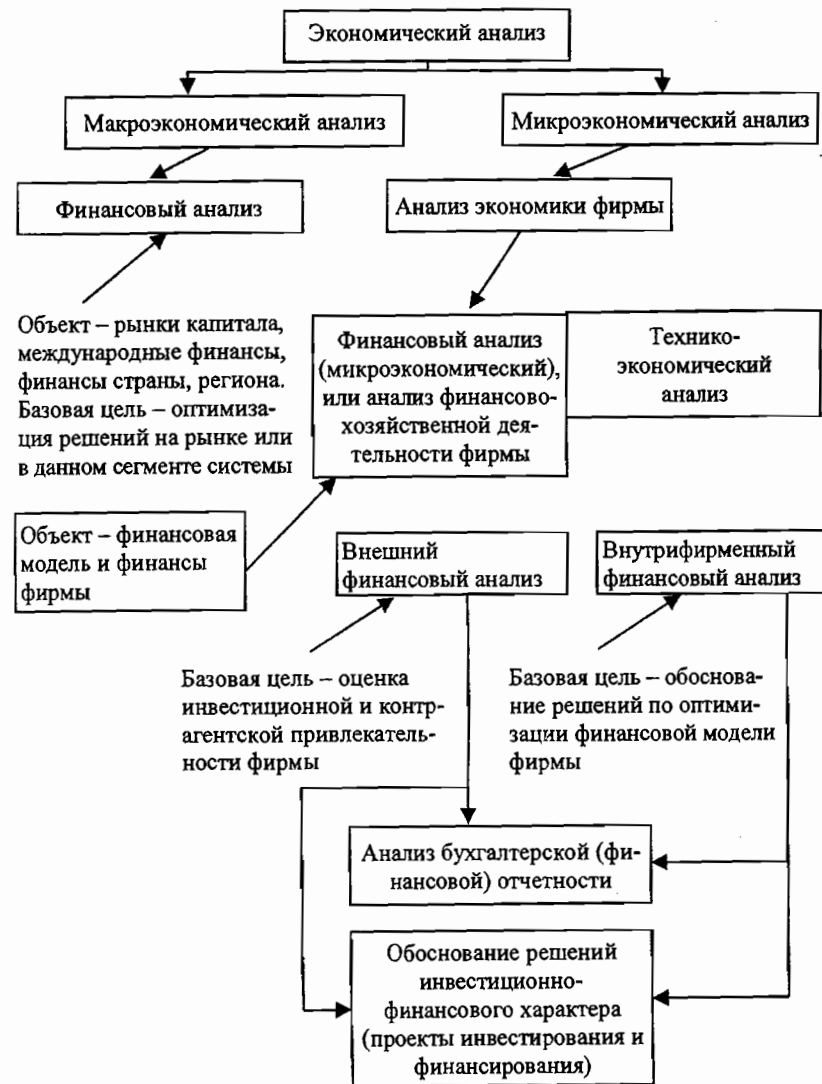 Экономический анализ
Макроэкономический анализ
Микроэкономический анализ
Финансовый анализ
Анализ экономики фирмы
Объект – рынки капитала,
международные финансы,
финансы страны, региона.
Базовая цель – оптимиза-
ция решений на рынке или
в данном сегменте системы
Финансовый анализ
(микроэкономический),
или анализ финансово-
хозяйственной дея-
тельности фирмы
Технико-
экономический
анализ
Объект – финансовая
модель и финансы
фирмы
Внешний
финансовый анализ
Внутрифирменный
финансовый анализ
Базовая цель – оценка
инвестиционной и контр-
агентской привлекатель-
ности фирмы
Базовая цель – обоснова-
ние решений по оптими-
зации финансовой модели
фирмы
Анализ бухгалтерской (фи-
нансовой) отчетности
Обоснование решений
инвестиционно-
финансового характера
(проекты инвестирования и
финансирования)